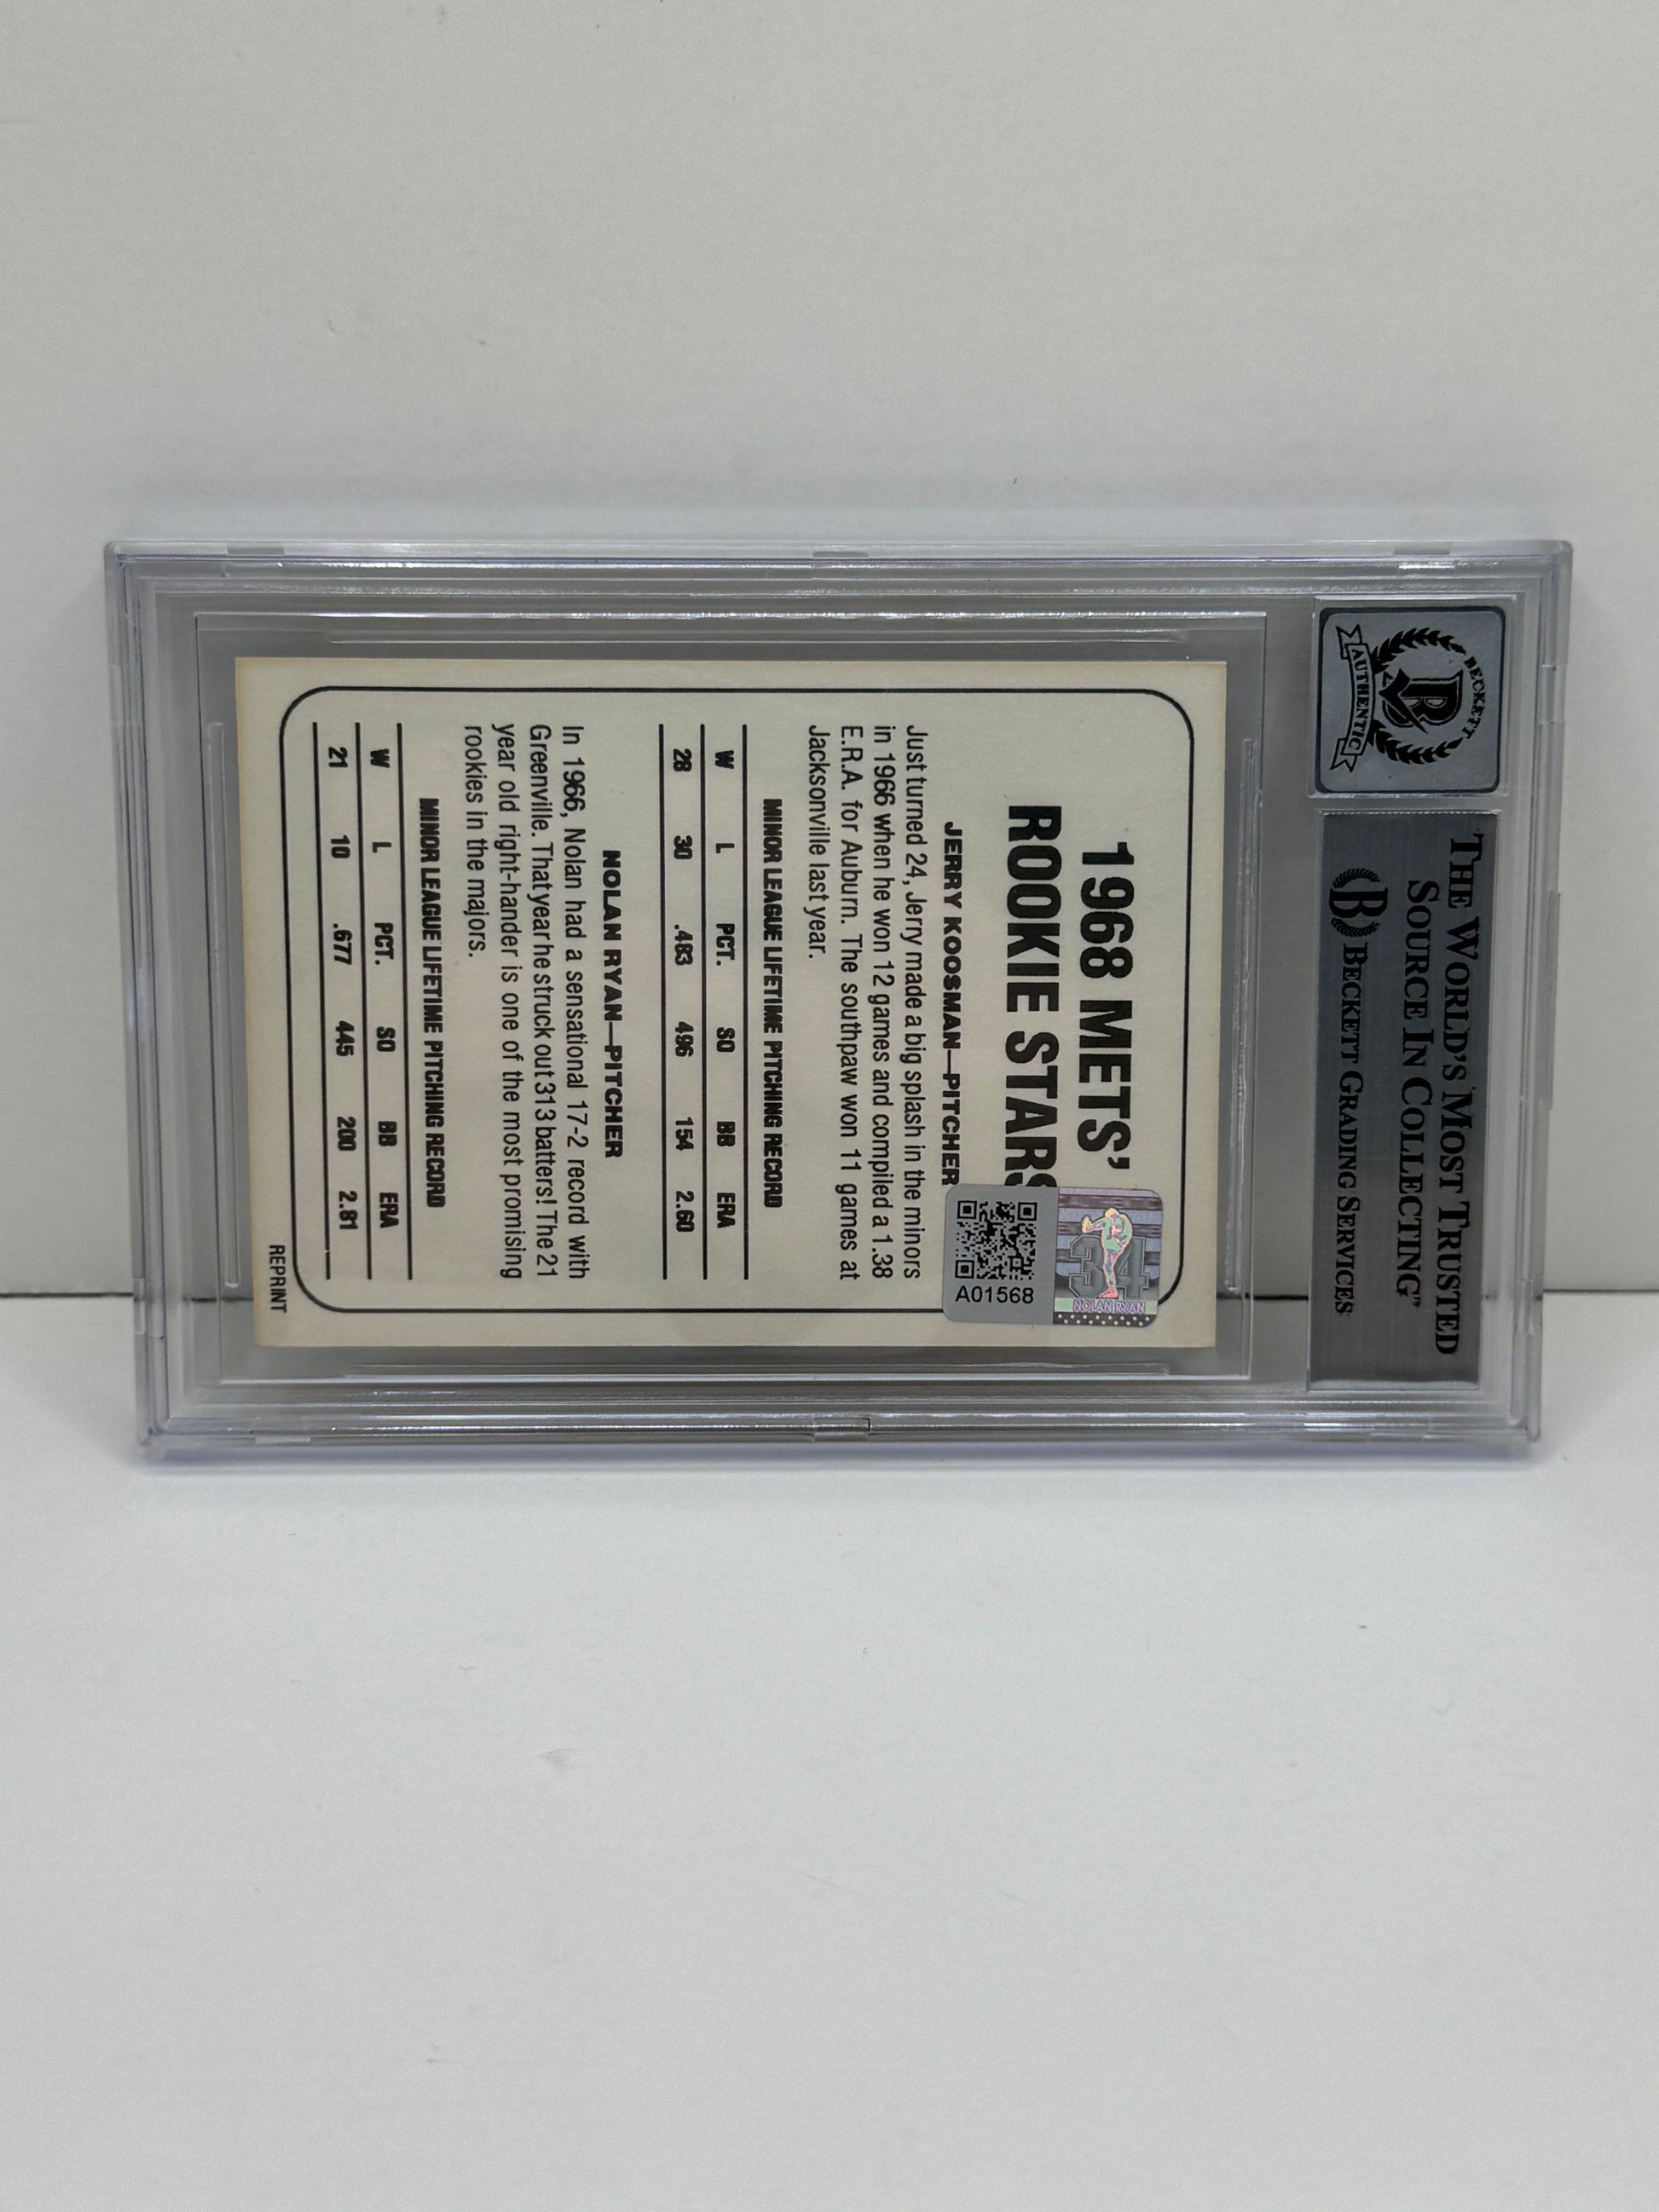 BECKETT
B
AUTHENTIC
"THE WORLD'S MOST TRUSTED
SOURCE IN COLLECTING"
B BECKETT GRADING SERVICES
1968 METS'
ROOKIE STARS
34
NOLAN RYAN
A01568
JERRY KOOSMAN—PITCHER
Just turned 24, Jerry made a big splash in the minors
in 1966 when he won 12 games and compiled a 1.38
E.R.A. for Auburn. The southpaw won 11 games at
Jacksonville last year.
MINOR LEAGUE LIFETIME PITCHING RECORD
W L PCT. SO BB ERA
28 30 .483 496 154 2.60
NOLAN RYAN—PITCHER
In 1966, Nolan had a sensational 17-2 record with
Greenville. That year he struck out 313 batters! The 21
year old right-hander is one of the most promising
rookies in the majors.
MINOR LEAGUE LIFETIME PITCHING RECORD
W L PCT. SO BB ERA
21 10 .677 445 200 2.81
REPRINT